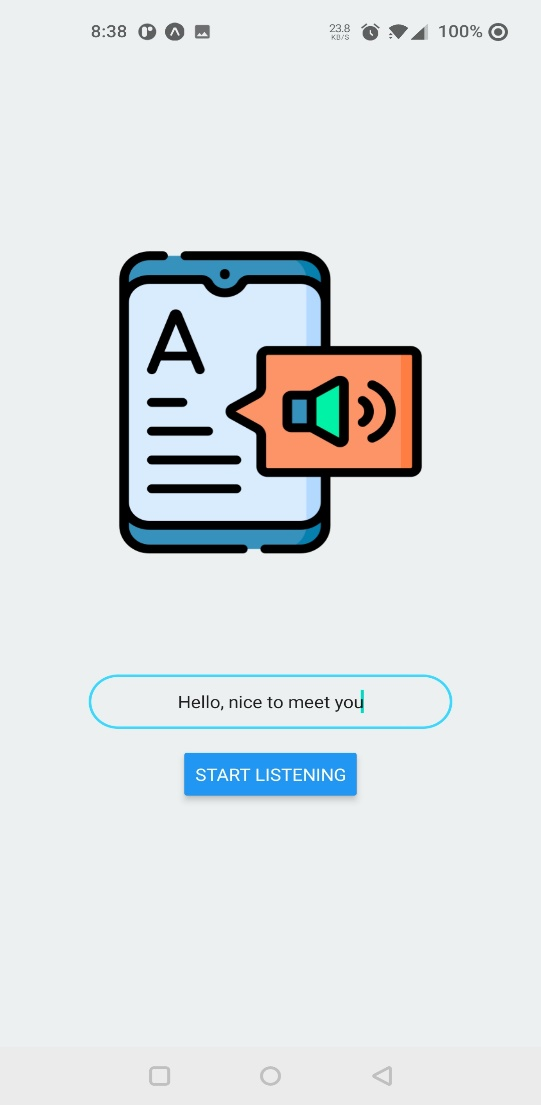 8:38
23.8
KB/S
100%
A
Hello, nice to meet you
START LISTENING